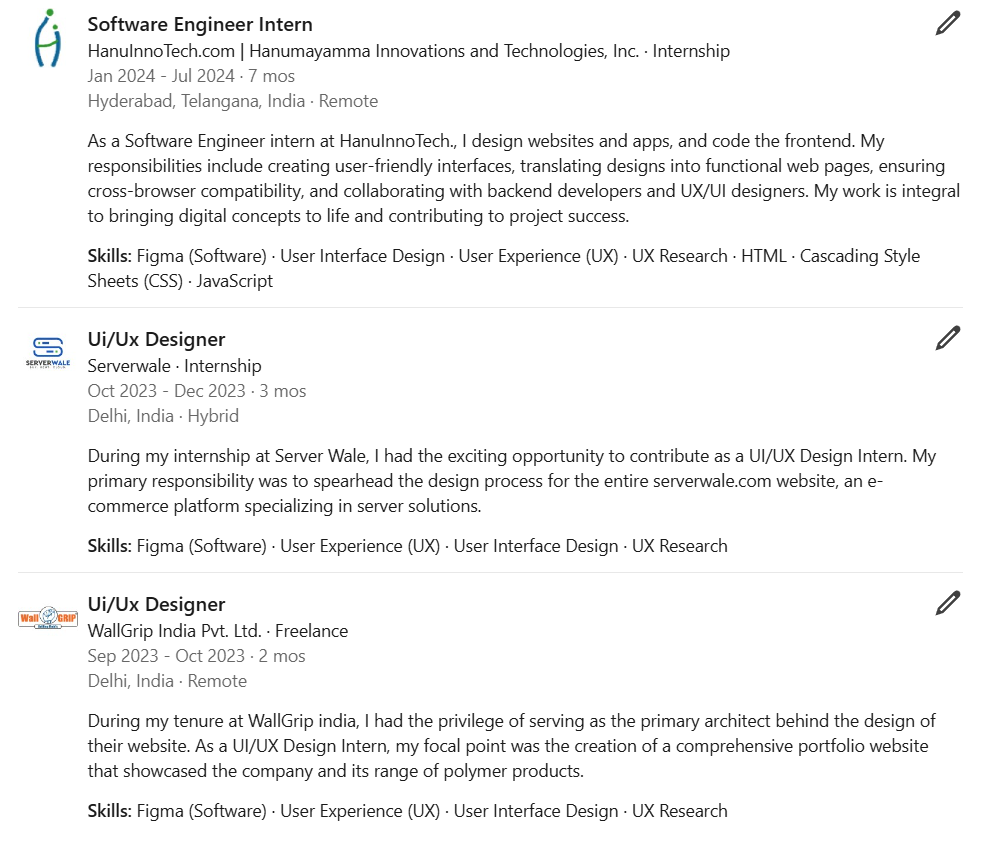 Software Engineer Intern
HanuInnoTech.com | Hanumayamma Innovations and Technologies, Inc. · Internship
Jan 2024 - Jul 2024 · 7 mos
Hyderabad, Telangana, India · Remote
As a Software Engineer intern at HanuInnoTech., I design websites and apps, and code the frontend. My
responsibilities include creating user-friendly interfaces, translating designs into functional web pages, ensuring
cross-browser compatibility, and collaborating with backend developers and UX/UI designers. My work is integral
to bringing digital concepts to life and contributing to project success.
Skills: Figma (Software) · User Interface Design · User Experience (UX) · UX Research · HTML · Cascading Style
Sheets (CSS) · JavaScript
SERVERWALE
Ui/Ux Designer
Serverwale · Internship
Oct 2023 - Dec 2023 · 3 mos
Delhi, India · Hybrid
During my internship at Server Wale, I had the exciting opportunity to contribute as a UI/UX Design Intern. My
primary responsibility was to spearhead the design process for the entire serverwale.com website, an e-
commerce platform specializing in server solutions.
Skills: Figma (Software) · User Experience (UX) · User Interface Design · UX Research
Wall GRIP
Ui/Ux Designer
WallGrip India Pvt. Ltd. · Freelance
Sep 2023 - Oct 2023 · 2 mos
Delhi, India · Remote
During my tenure at WallGrip india, I had the privilege of serving as the primary architect behind the design of
their website. As a UI/UX Design Intern, my focal point was the creation of a comprehensive portfolio website
that showcased the company and its range of polymer products.
Skills: Figma (Software) · User Experience (UX) · User Interface Design · UX Research